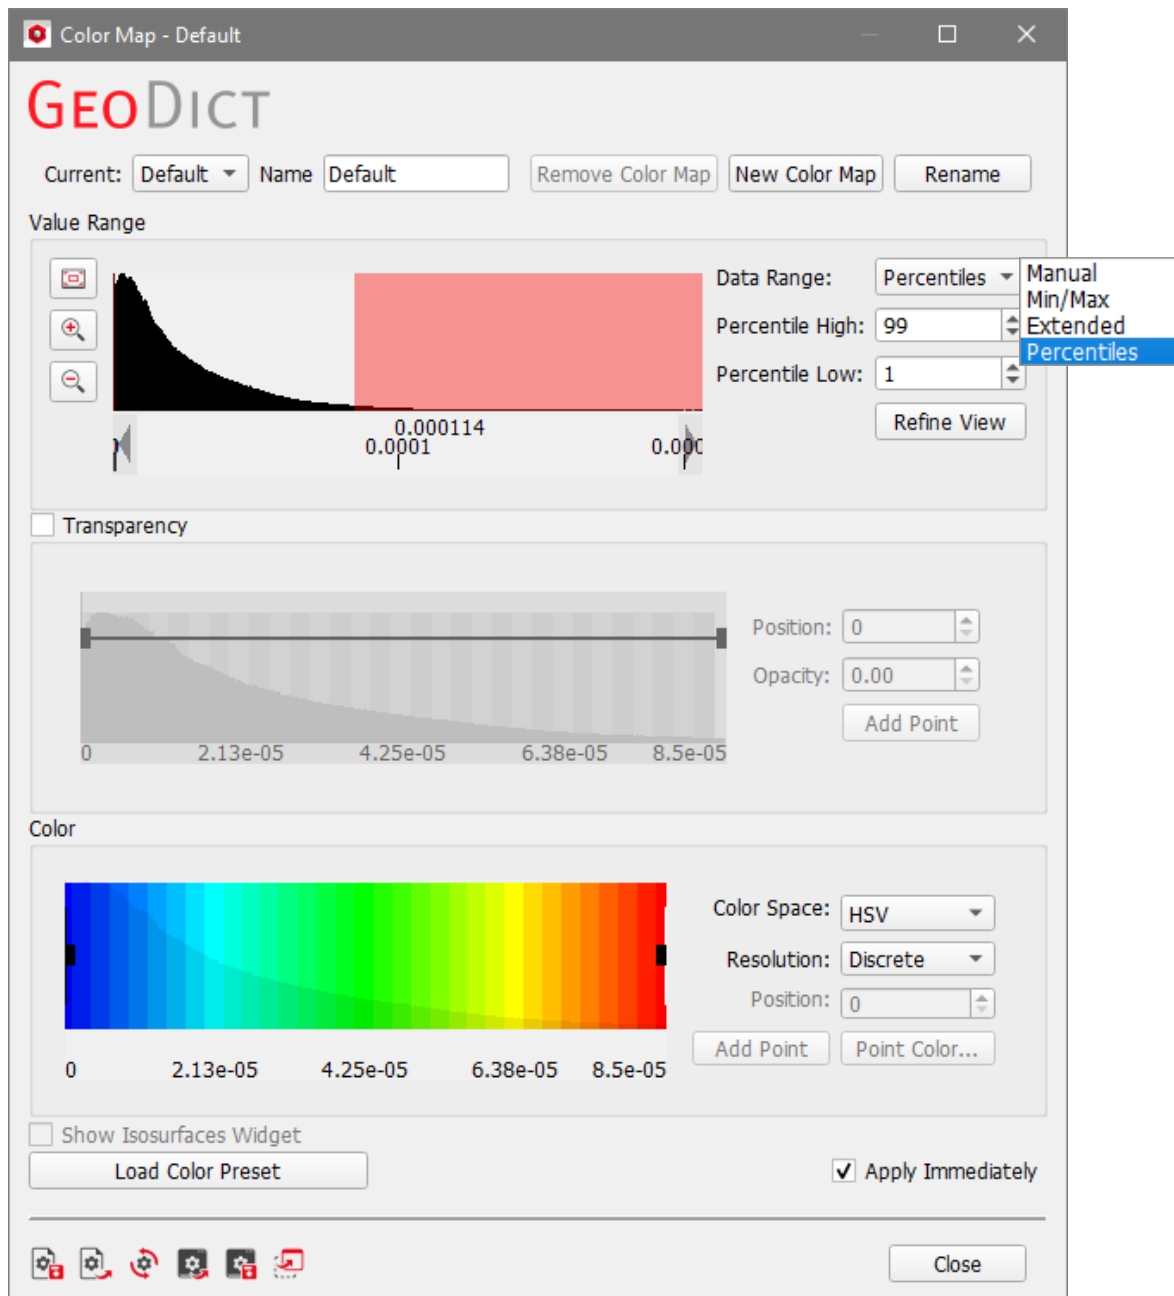 Color Map - Default
GEODICT
Current: Default Name Default Remove Color Map New Color Map Rename
Value Range
Data Range: Percentiles
Manual
Min/Max
Extended
Percentiles
Percentile High: 99
Percentile Low: 1
Refine View
0.000114
0.0001
Transparency
Position: 0
Opacity: 0.00
Add Point
0 2.13e-05 4.25e-05 6.38e-05 8.5e-05
Color
Color Space: HSV
Resolution: Discrete
Position: 0
Add Point Point Color...
0 2.13e-05 4.25e-05 6.38e-05 8.5e-05
Show Isosurfaces Widget
Load Color Preset Apply Immediately
Close